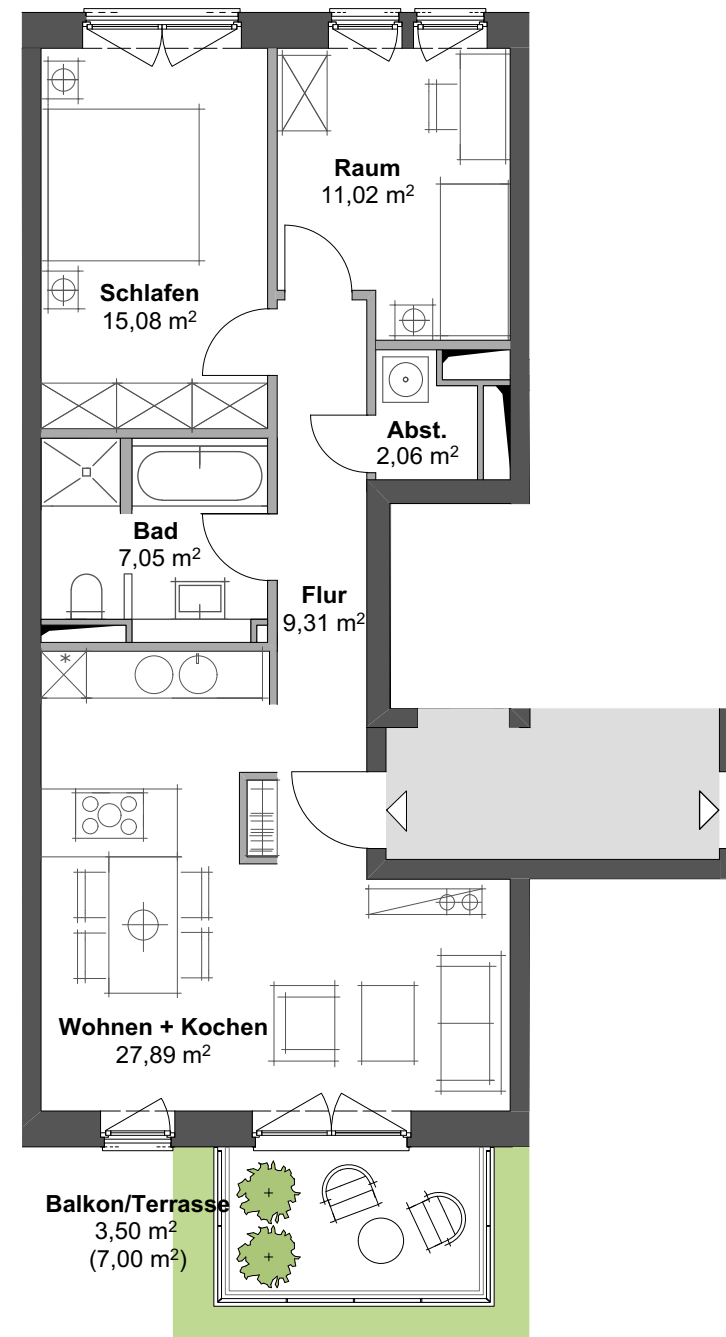 Raum
11,02 m²
Schlafen
15,08 m²
Abst.
2,06 m²
Bad
7,05 m²
Flur
9,31 m²
*
Wohnen + Kochen
27,89 m²
Balkon/Terrasse
3,50 m²
(7,00 m²)